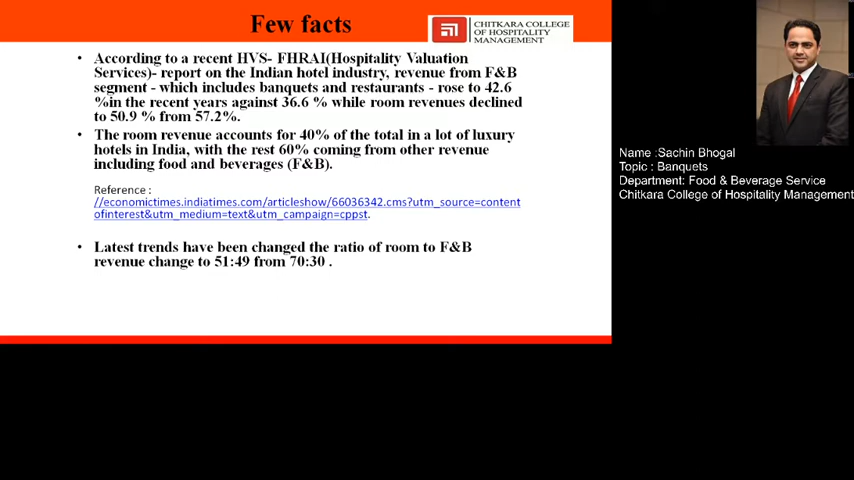 Few facts
CHITKARA COLLEGE
OF HOSPITALITY
MANAGEMENT
• According to a recent HVS- FHRAI(Hospitality Valuation
Services)- report on the Indian hotel industry, revenue from F&B
segment - which includes banquets and restaurants - rose to 42.6
%in the recent years against 36.6 % while room revenues declined
to 50.9 % from 57.2%.
• The room revenue accounts for 40% of the total in a lot of luxury
hotels in India, with the rest 60% coming from other revenue
including food and beverages (F&B).
Reference :
//economictimes.indiatimes.com/articleshow/66036342.cms?utm_source=content
ofinterest&utm_medium=text&utm_campaign=cppst.
• Latest trends have been changed the ratio of room to F&B
revenue change to 51:49 from 70:30 .
Name :Sachin Bhogal
Topic : Banquets
Department: Food & Beverage Service
Chitkara College of Hospitality Management